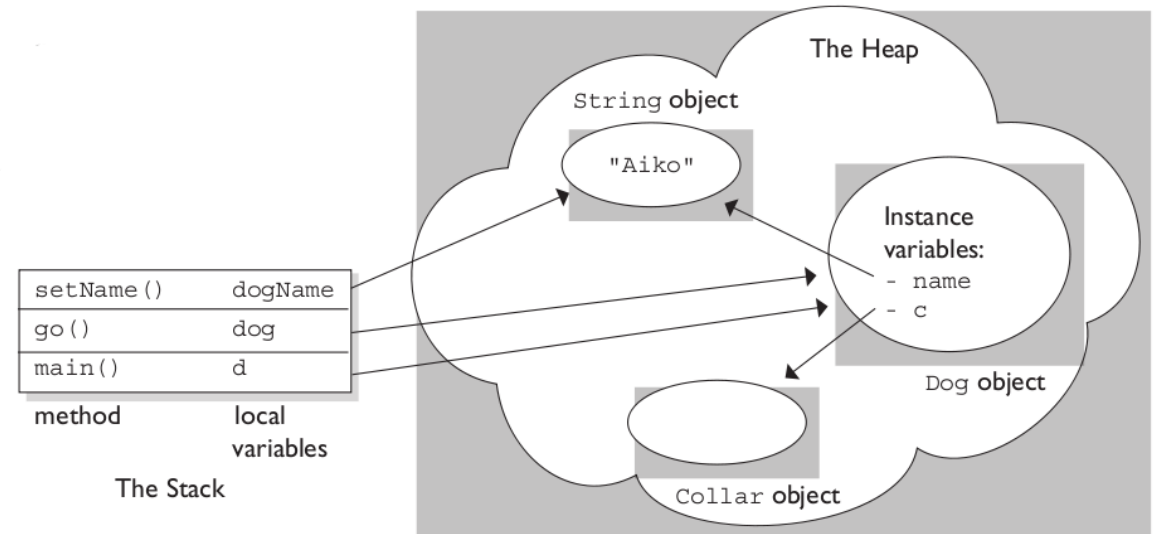 The Heap
String object
"Aiko"
Instance
variables:
- name
- c
Dog object
Collar object
setName() dogName
go() dog
main() d
method local
variables
The Stack